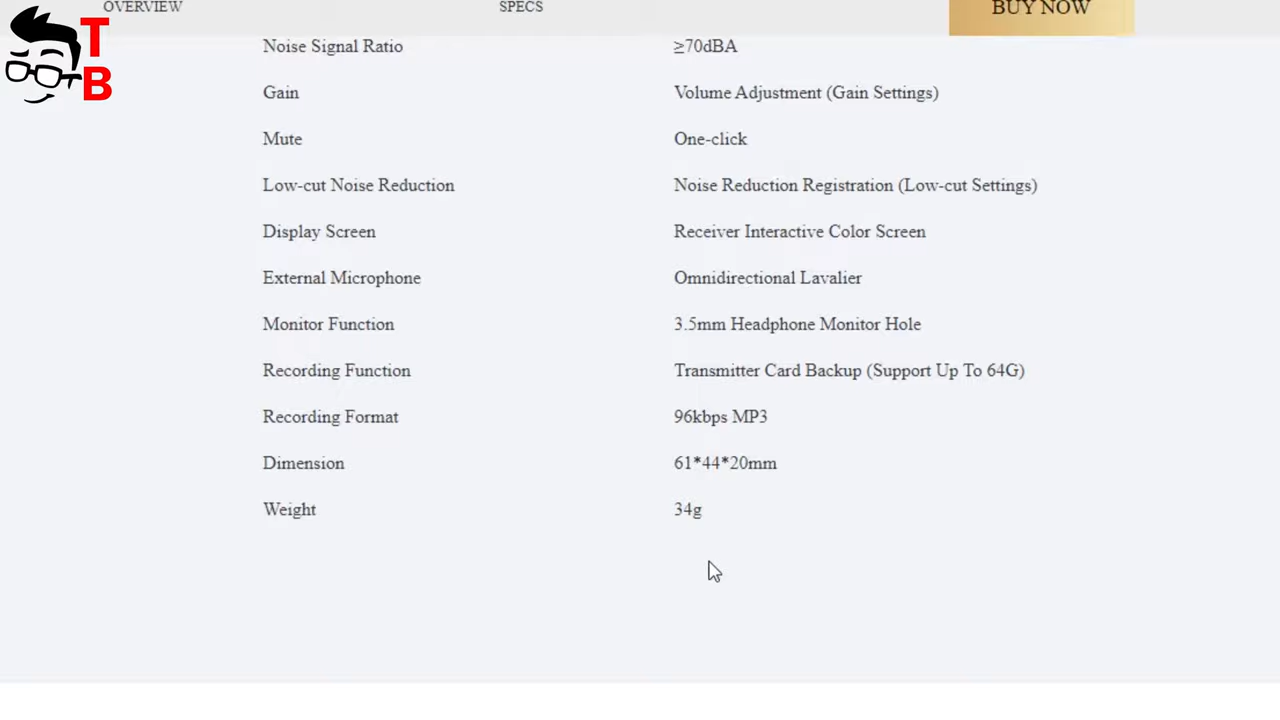 OVERVIEW SPECS BUY NOW
TB
Noise Signal Ratio ≥70dBA
Gain Volume Adjustment (Gain Settings)
Mute One-click
Low-cut Noise Reduction Noise Reduction Registration (Low-cut Settings)
Display Screen Receiver Interactive Color Screen
External Microphone Omnidirectional Lavalier
Monitor Function 3.5mm Headphone Monitor Hole
Recording Function Transmitter Card Backup (Support Up To 64G)
Recording Format 96kbps MP3
Dimension 61*44*20mm
Weight 34g